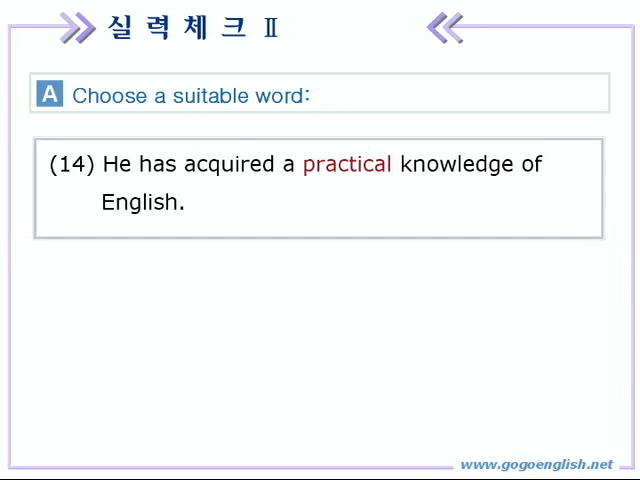 실 력 체 크 Ⅱ
A Choose a suitable word:
(14) He has acquired a practical knowledge of
English.
www.gogoenglish.net